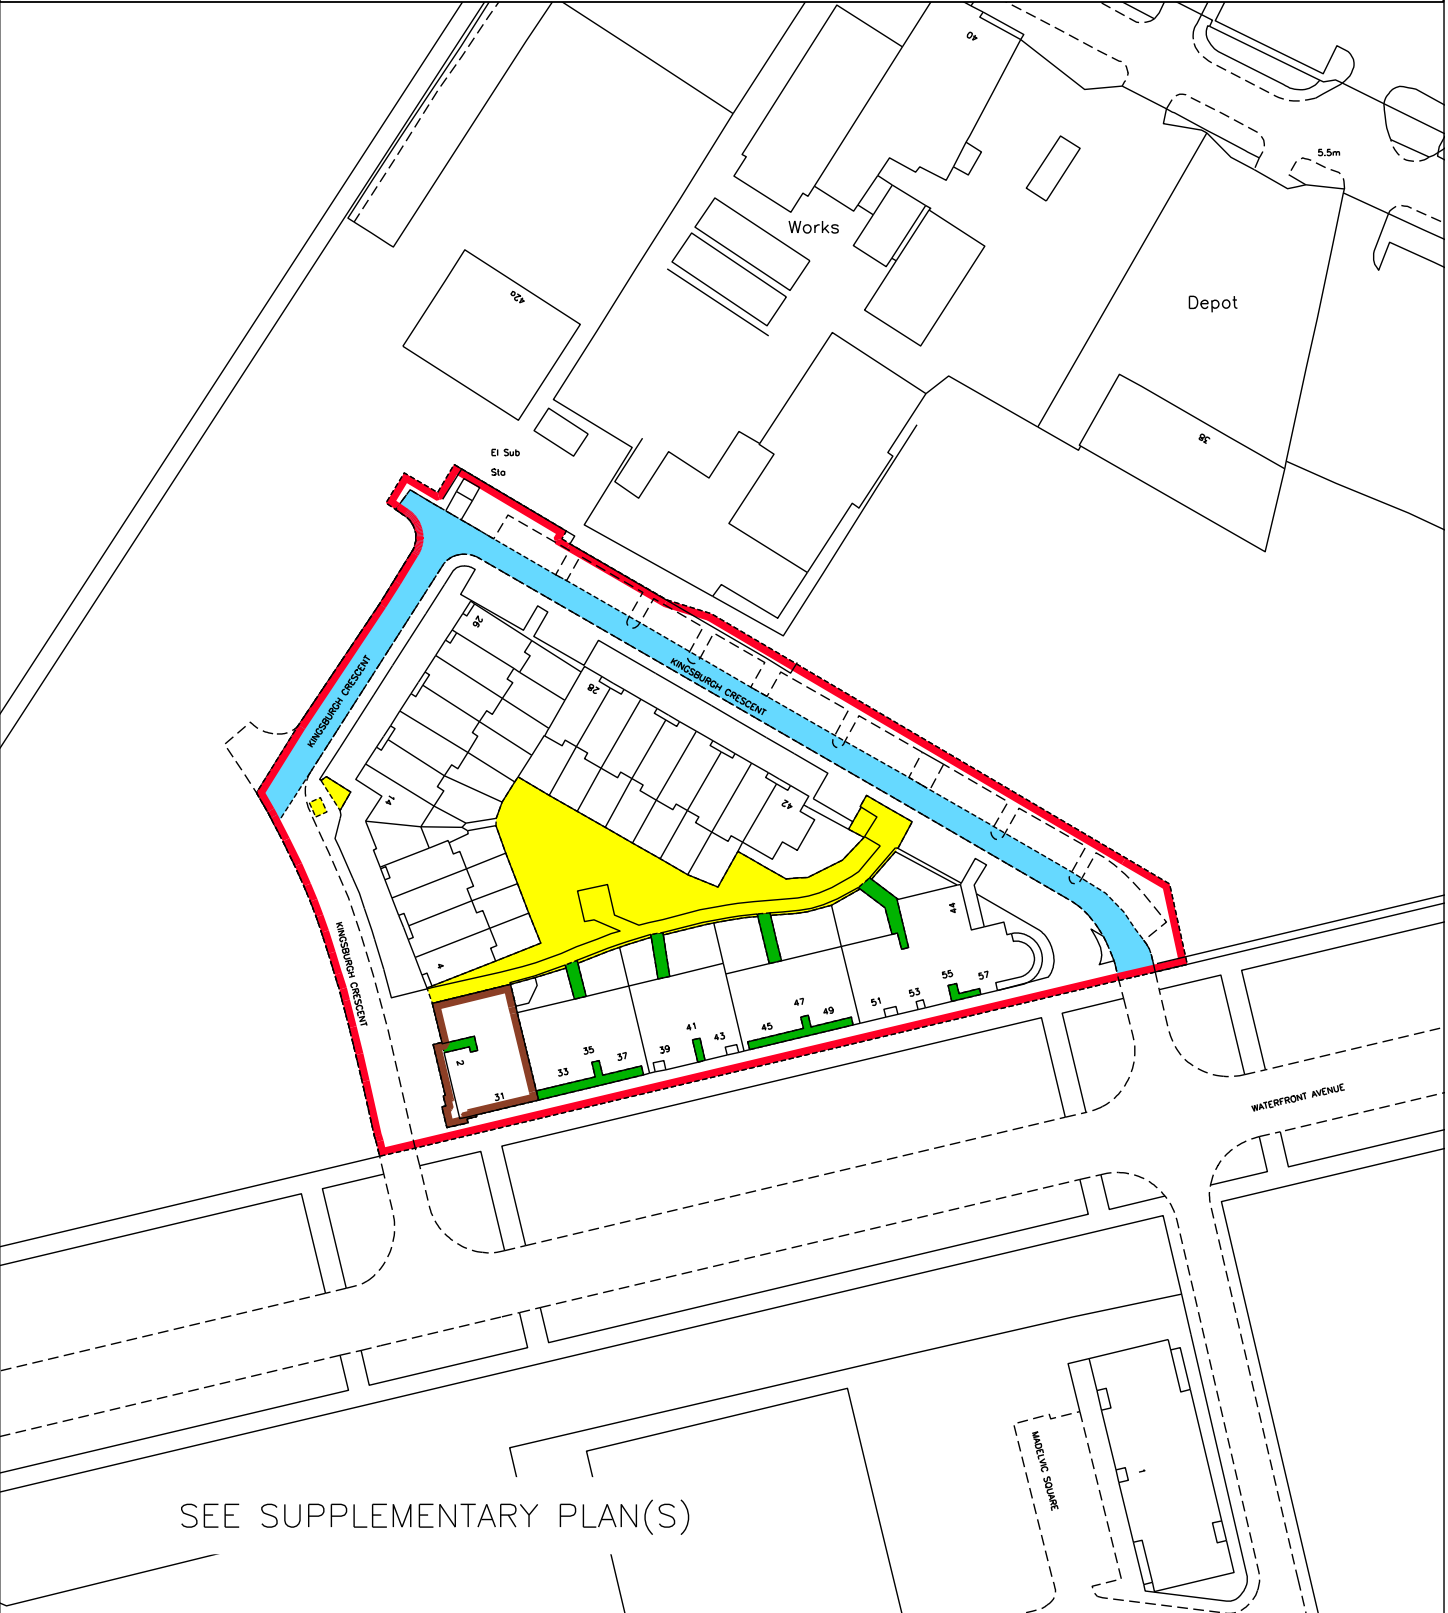 40
5.5m
Works
42a
Depot
38
El Sub
Sta
26
KINGSBURGH CRESCENT
28
KINGSBURGH CRESCENT
14
42
44
KINGSBURGH CRESCENT
4
55
57
53
51
47
49
45
41
43
39
35
37
33
2
31
WATERFRONT AVENUE
MADELVIC SQUARE
1
SEE SUPPLEMENTARY PLAN(S)